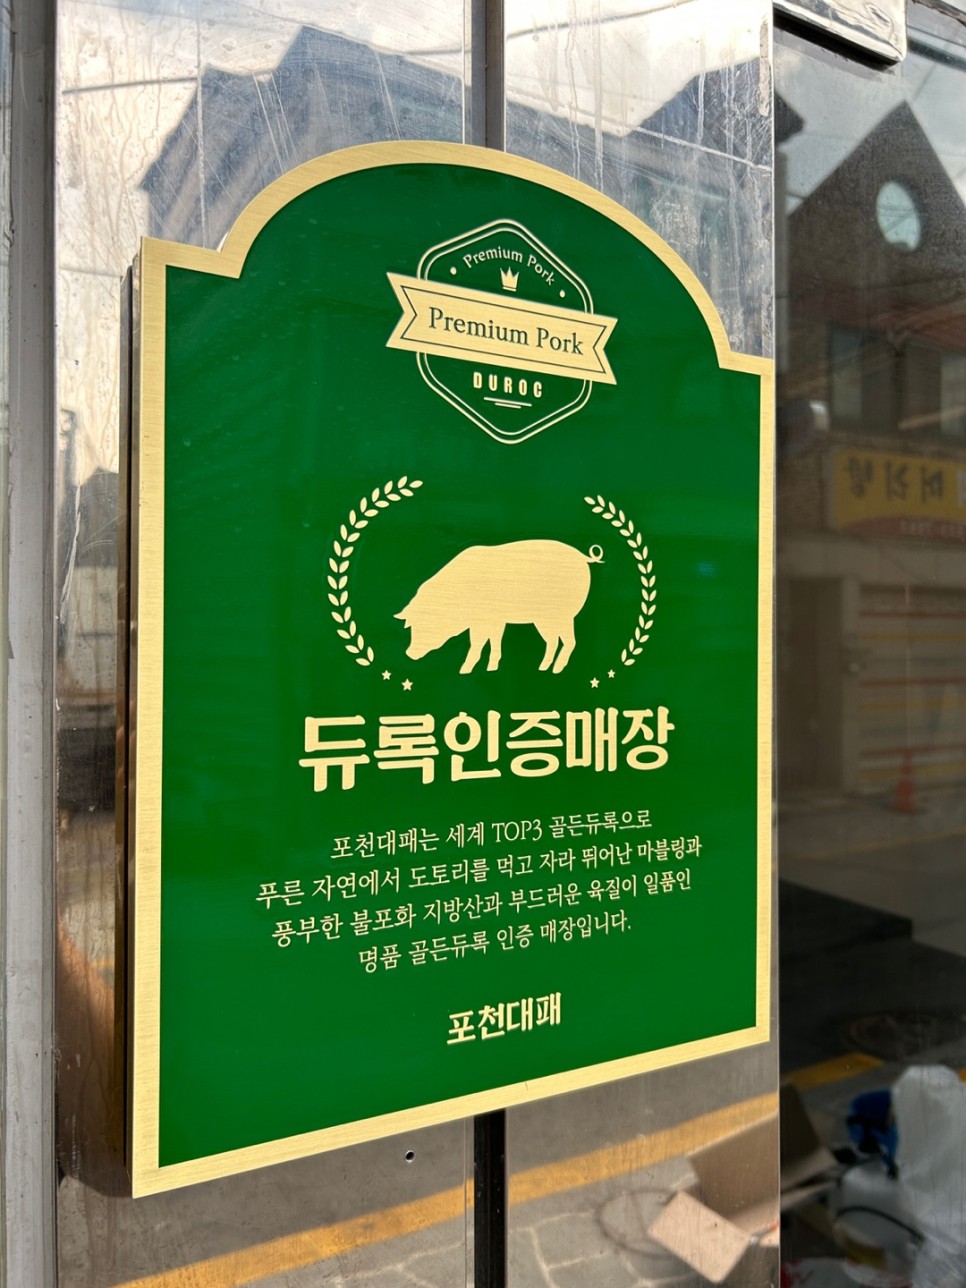 Premium Pork
Premium Pork
DUROC
듀록인증매장
포천대패는 세계 TOP3 골든듀록으로
푸른 자연에서 도토리를 먹고 자라 뛰어난 마블링과
풍부한 불포화 지방산과 부드러운 육질이 일품인
명품 골든듀록 인증 매장입니다.
포천대패